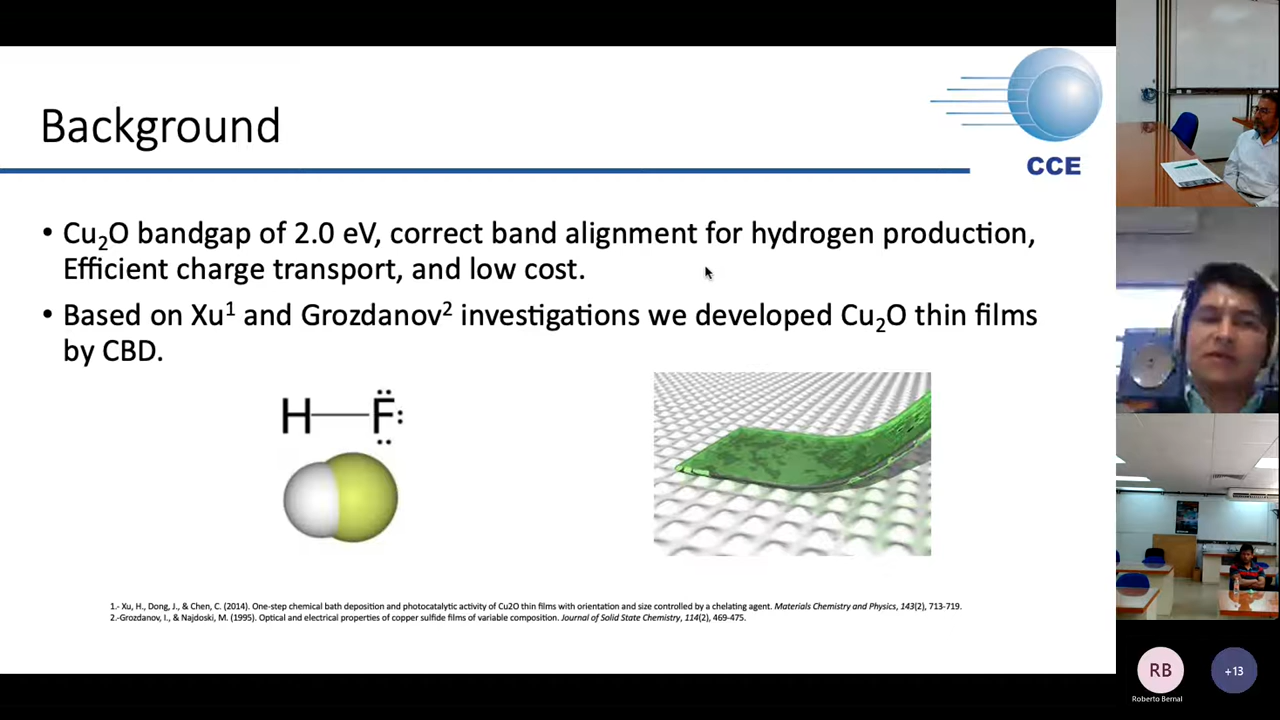 CCE
Background
• Cu₂O bandgap of 2.0 eV, correct band alignment for hydrogen production,
Efficient charge transport, and low cost.
• Based on Xu¹ and Grozdanov² investigations we developed Cu₂O thin films
by CBD.
H—F
1.- Xu, H., Dong, J., & Chen, C. (2014). One-step chemical bath deposition and photocatalytic activity of Cu2O thin films with orientation and size controlled by a chelating agent. Materials Chemistry and Physics, 143(2), 713-719.
2.-Grozdanov, I., & Najdoski, M. (1995). Optical and electrical properties of copper sulfide films of variable composition. Journal of Solid State Chemistry, 114(2), 469-475.
RB
+13
Roberto Bernal